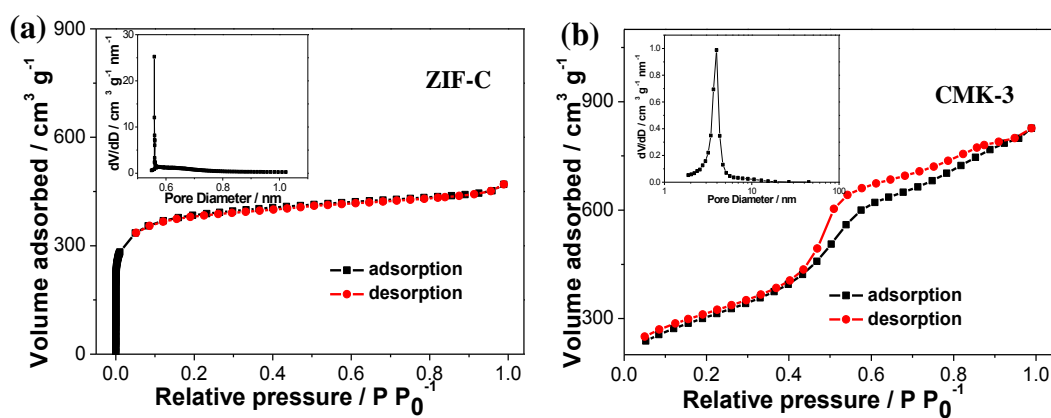 (a)
900
600
300
0
Volume adsorbed / cm³ g⁻¹
0.0 0.2 0.4 0.6 0.8 1.0
Relative pressure / P P₀⁻¹
ZIF-C
adsorption
desorption
30
20
10
0
dV/dD / cm³ g⁻¹ nm⁻¹
0.6 0.8 1.0
Pore Diameter / nm
(b)
900
600
300
Volume adsorbed / cm³ g⁻¹
0.0 0.2 0.4 0.6 0.8 1.0
Relative pressure / P P₀⁻¹
CMK-3
adsorption
desorption
1.0
0.8
0.6
0.4
0.2
0.0
dV/dD / cm³ g⁻¹ nm⁻¹
1 10 100
Pore Diameter / nm